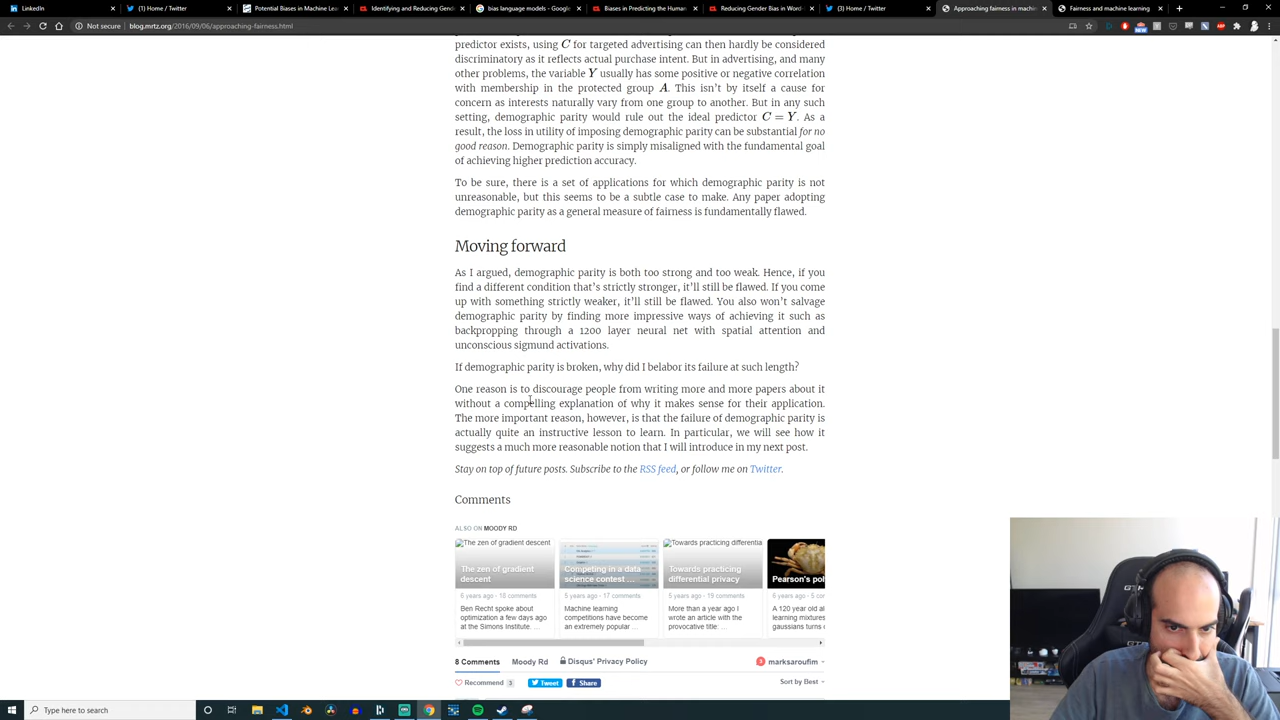 LinkedIn
(1) Home / Twitter
Potential Biases in Machine Lea
Identifying and Reducing Gende
bias language models - Google
Biases in Predicting the Human
Reducing Gender Bias in Word
(3) Home / Twitter
Approaching fairness in machin
Fairness and machine learning
Not secure
blog.mrtz.org/2016/09/06/approaching-fairness.html
predictor exists, using C for targeted advertising can then hardly be considered
discriminatory as it reflects actual purchase intent. But in advertising, and many
other problems, the variable Y usually has some positive or negative correlation
with membership in the protected group A. This isn't by itself a cause for
concern as interests naturally vary from one group to another. But in any such
setting, demographic parity would rule out the ideal predictor C = Y. As a
result, the loss in utility of imposing demographic parity can be substantial for no
good reason. Demographic parity is simply misaligned with the fundamental goal
of achieving higher prediction accuracy.
To be sure, there is a set of applications for which demographic parity is not
unreasonable, but this seems to be a subtle case to make. Any paper adopting
demographic parity as a general measure of fairness is fundamentally flawed.
Moving forward
As I argued, demographic parity is both too strong and too weak. Hence, if you
find a different condition that's strictly stronger, it'll still be flawed. If you come
up with something strictly weaker, it'll still be flawed. You also won't salvage
demographic parity by finding more impressive ways of achieving it such as
backpropping through a 1200 layer neural net with spatial attention and
unconscious sigmund activations.
If demographic parity is broken, why did I belabor its failure at such length?
One reason is to discourage people from writing more and more papers about it
without a compelling explanation of why it makes sense for their application.
The more important reason, however, is that the failure of demographic parity is
actually quite an instructive lesson to learn. In particular, we will see how it
suggests a much more reasonable notion that I will introduce in my next post.
Stay on top of future posts. Subscribe to the RSS feed, or follow me on Twitter.
Comments
ALSO ON MOODY RD
The zen of gradient descent
Towards practicing differential
The zen of gradient
descent
Competing in a data
science contest ...
Towards practicing
differential privacy
Pearson's pol
6 years ago · 18 comments
5 years ago · 17 comments
5 years ago · 19 comments
6 years ago · 5 co
Ben Recht spoke about
optimization a few days ago
at the Simons Institute. ...
Machine learning
competitions have become
an extremely popular ...
More than a year ago I
wrote an article with the
provocative title: ...
A 120 year old al
learning mixtures
gaussians turns
8 Comments
Moody Rd
Disqus' Privacy Policy
marksaroufim
Recommend 3
Tweet
Share
Sort by Best
Type here to search